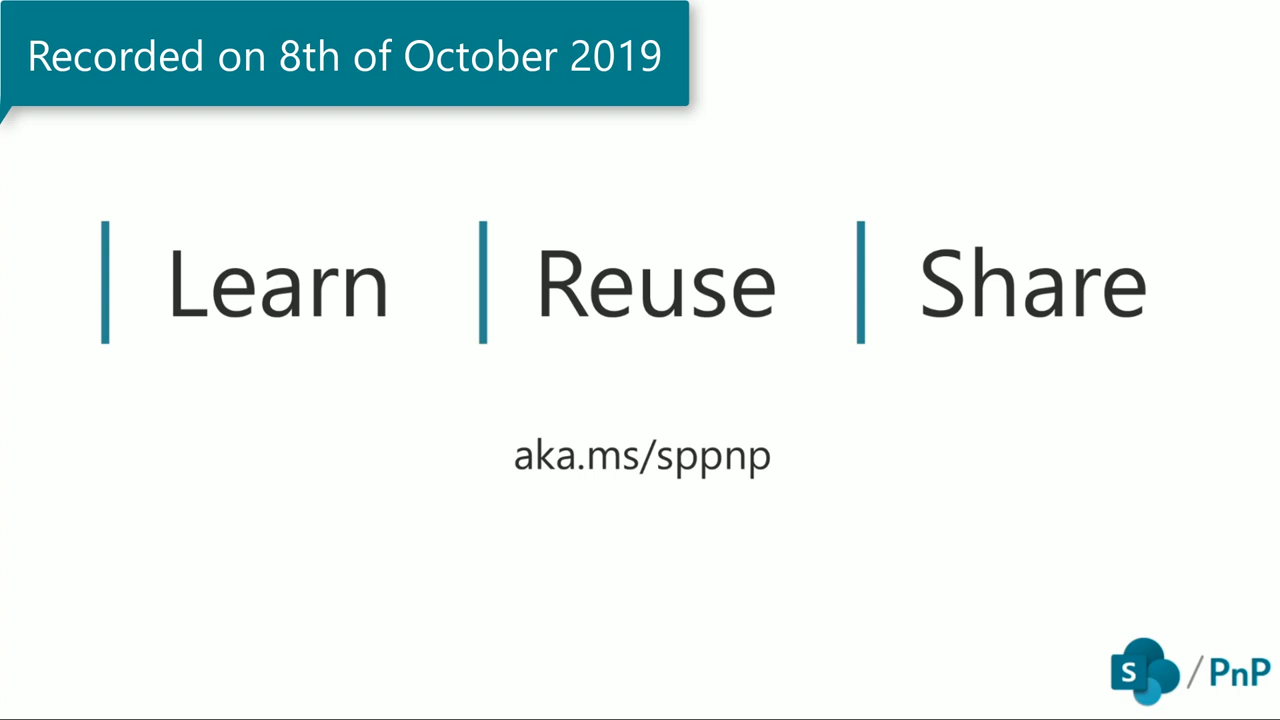 Recorded on 8th of October 2019
Learn
Reuse
Share
aka.ms/sppnp
S / PnP